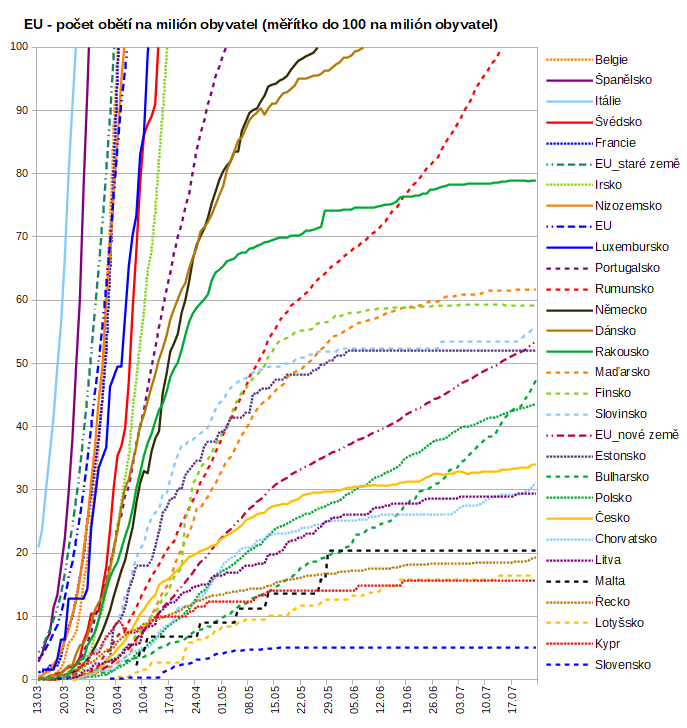 EU - počet obětí na milión obyvatel (měřítko do 100 na milión obyvatel)
100
90
80
70
60
50
40
30
20
10
0
13.03
20.03
27.03
03.04
10.04
17.04
24.04
01.05
08.05
15.05
22.05
29.05
05.06
12.06
19.06
26.06
03.07
10.07
17.07
Belgie
Španělsko
Itálie
Švédsko
Francie
EU_staré země
Irsko
Nizozemsko
EU
Luxembursko
Portugalsko
Rumunsko
Německo
Dánsko
Rakousko
Maďarsko
Finsko
Slovinsko
EU_nové země
Estonsko
Bulharsko
Polsko
Česko
Chorvatsko
Litva
Malta
Řecko
Lotyšsko
Kypr
Slovensko